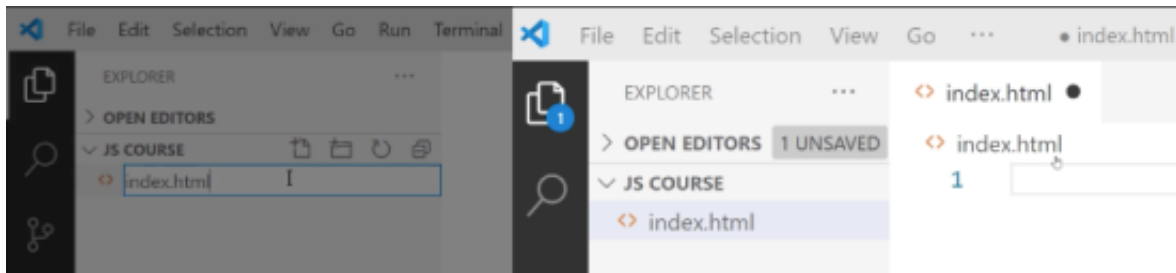 File Edit Selection View Go Run Terminal
EXPLORER ...
> OPEN EDITORS
JS COURSE
index.html
File Edit Selection View Go ... • index.html
EXPLORER ...
1
index.html ●
> OPEN EDITORS 1 UNSAVED
index.html
JS COURSE
1
index.html